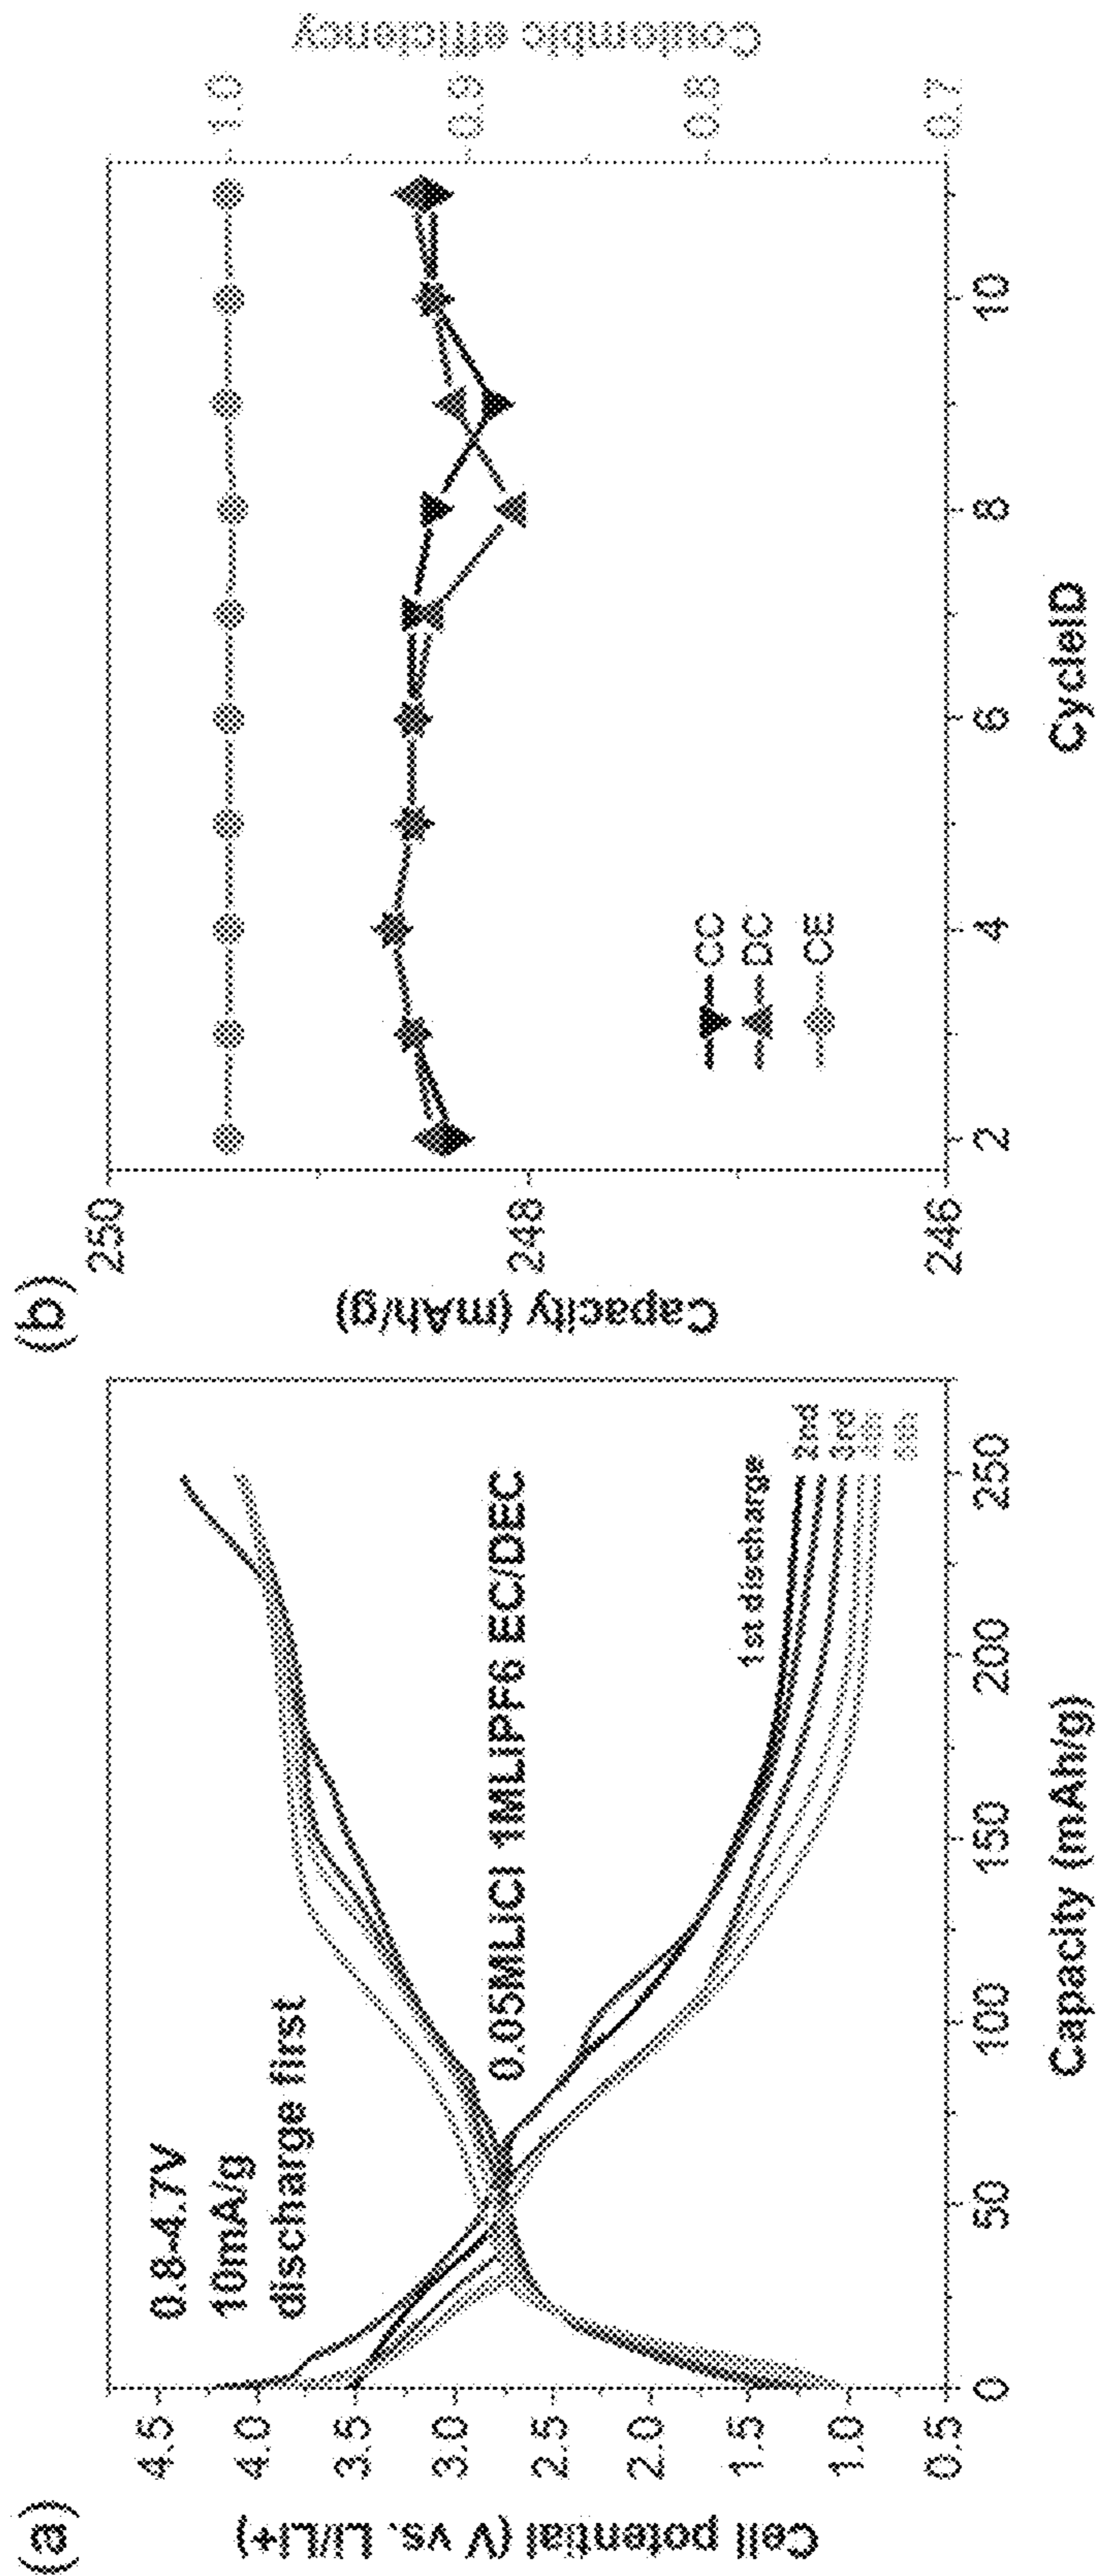 (a)
Cell potential (V vs. Li/Li+)
4.5
4.0
3.5
3.0
2.5
2.0
1.5
1.0
0.5
0.8-4.7V
10mA/g
discharge first
0.05MLiCl 1MLiPF6 EC/DEC
1st discharge
2nd
3rd
0
50
100
150
200
250
Capacity (mAh/g)
(b)
Capacity (mAh/g)
250
248
246
CC
DC
CE
2
4
6
8
10
CycleID
1.0
0.9
0.8
0.7
Coulombic efficiency